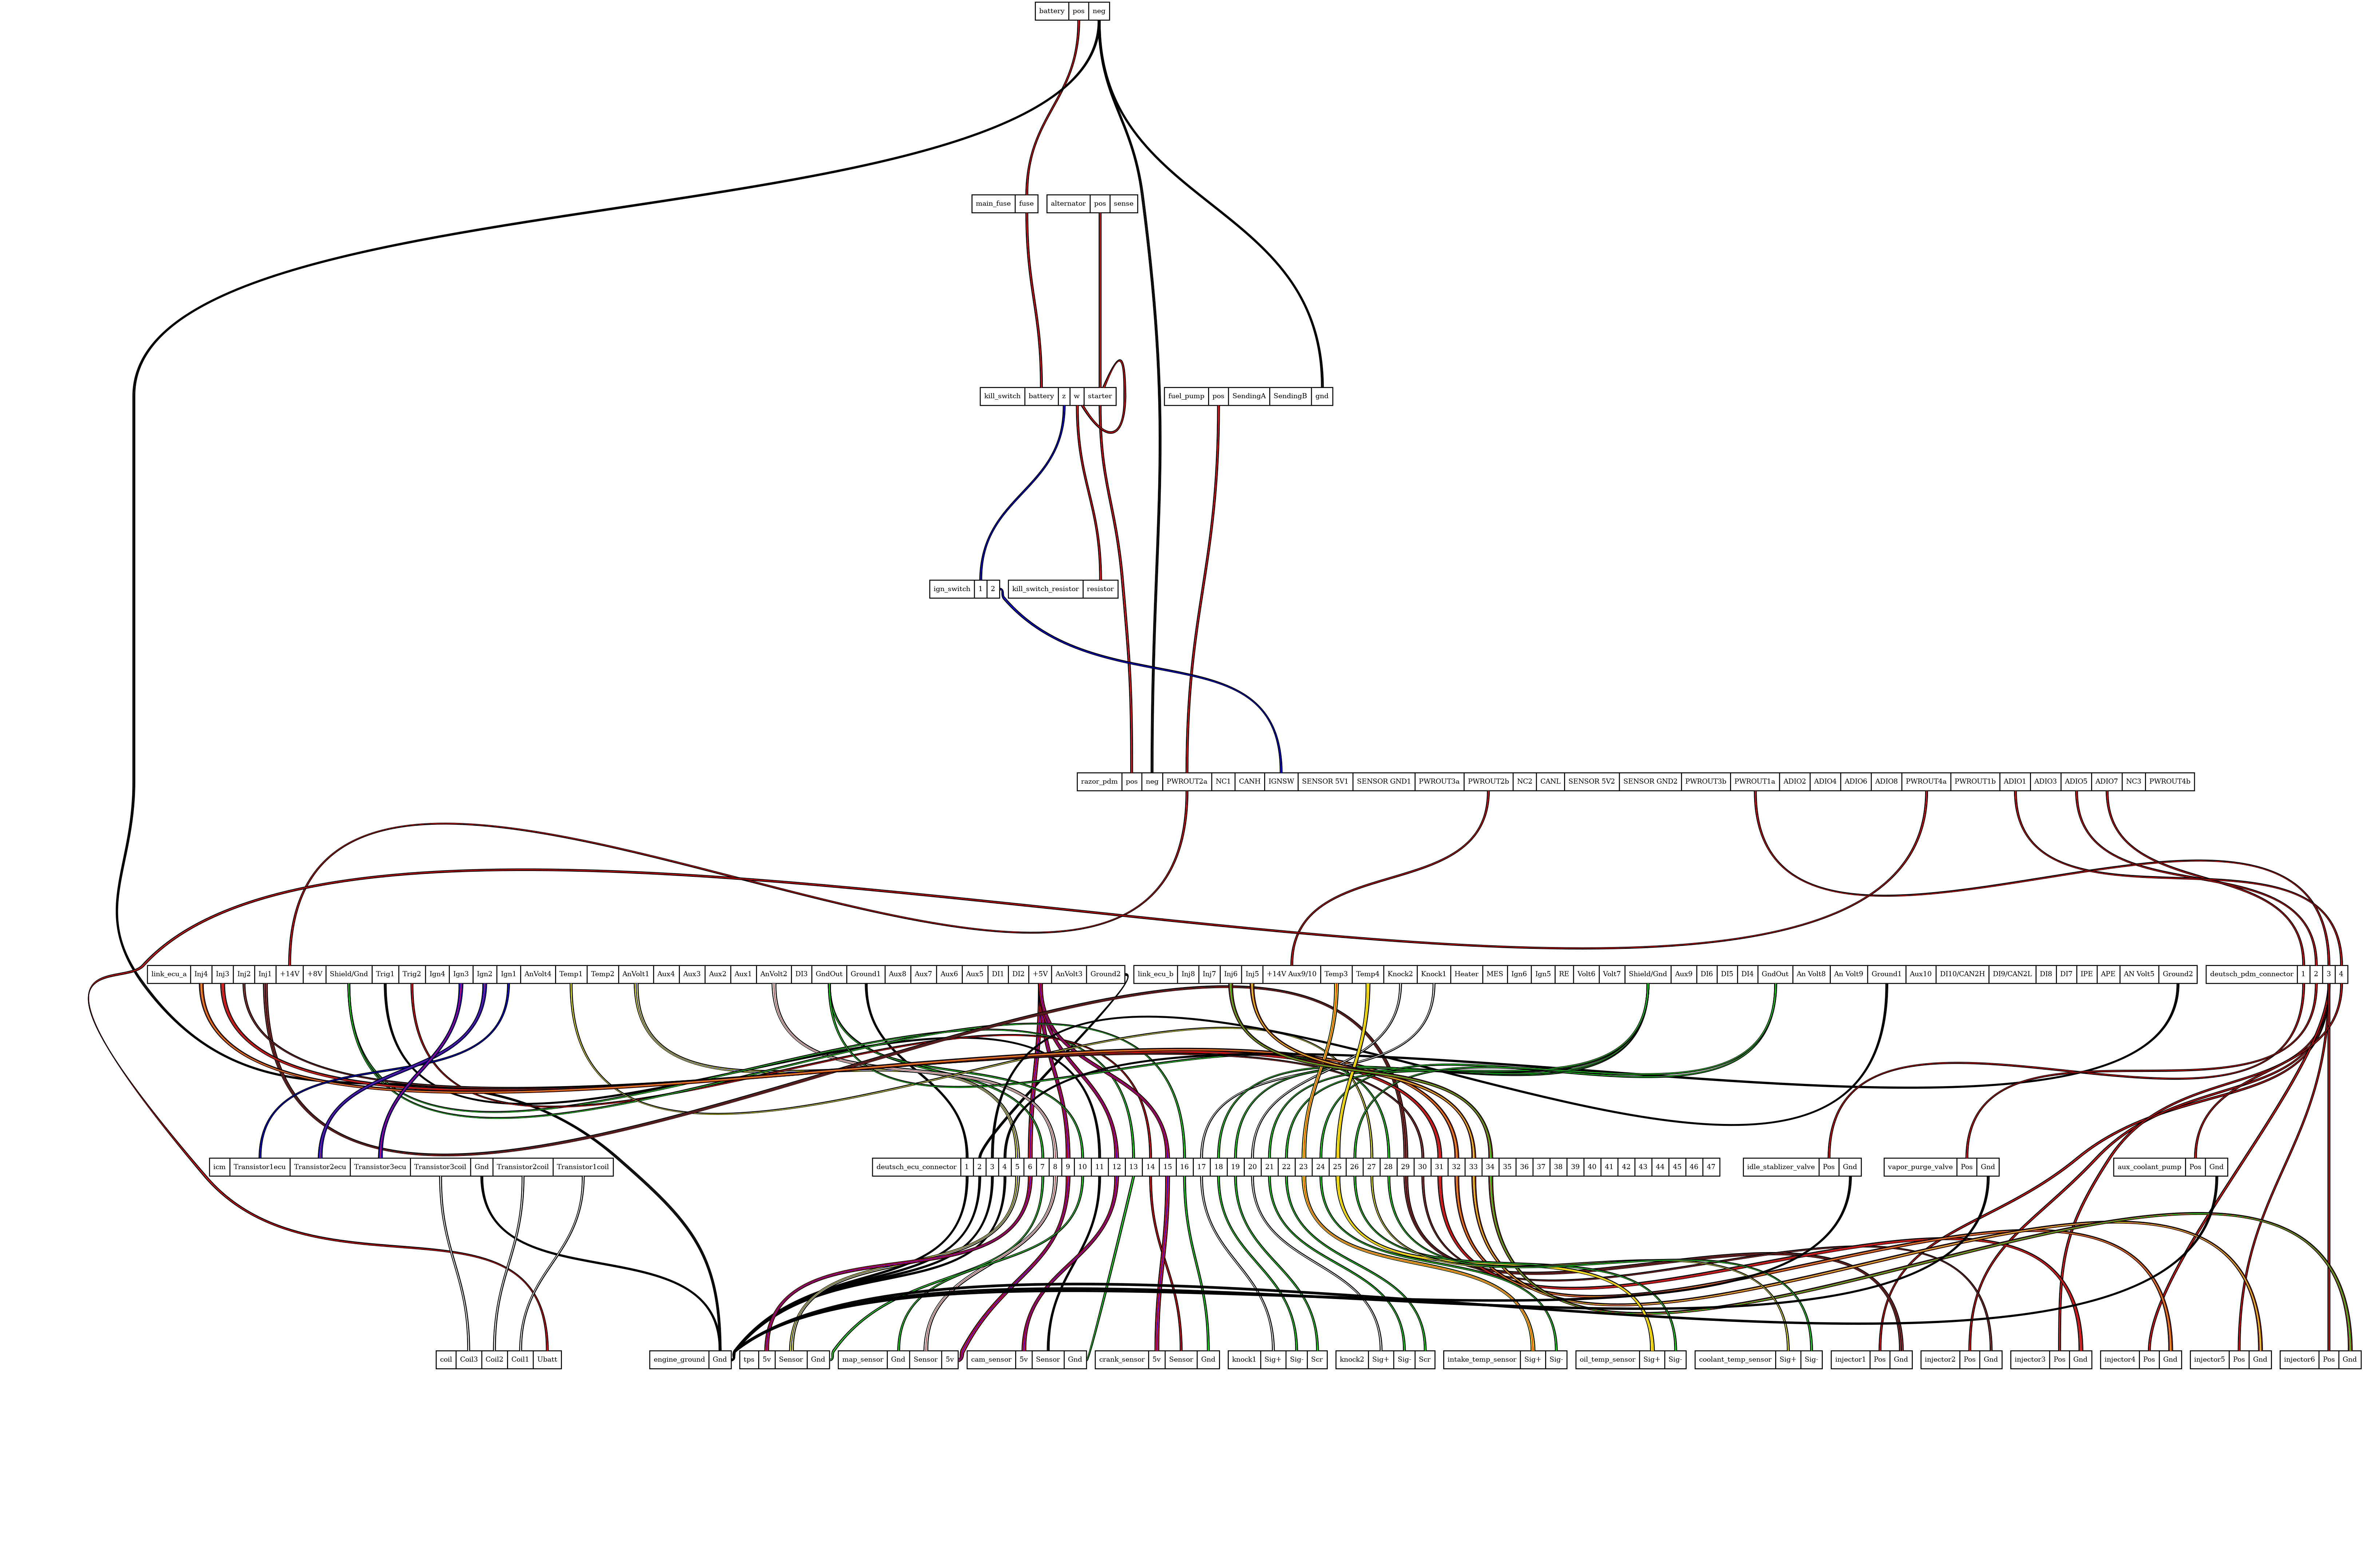 battery pos neg
main_fuse fuse alternator pos sense
kill_switch battery z w starter fuel_pump pos SendingA SendingB gnd
ign_switch 1 2 kill_switch_resistor resistor
razor_pdm pos neg PWROUT2a NC1 CANH IGNSW SENSOR 5V1 SENSOR GND1 PWROUT3a PWROUT2b NC2 CANL SENSOR 5V2 SENSOR GND2 PWROUT3b PWROUT1a ADIO2 ADIO4 ADIO6 ADIO8 PWROUT4a PWROUT1b ADIO1 ADIO3 ADIO5 ADIO7 NC3 PWROUT4b
link_ecu_a Inj4 Inj3 Inj2 Inj1 +14V +8V Shield/Gnd Trig1 Trig2 Ign4 Ign3 Ign2 Ign1 AnVolt4 Temp1 Temp2 AnVolt1 Aux4 Aux3 Aux2 Aux1 AnVolt2 DI3 GndOut Ground1 Aux8 Aux7 Aux6 Aux5 DI1 DI2 +5V AnVolt3 Ground2 link_ecu_b Inj8 Inj7 Inj6 Inj5 +14V Aux9/10 Temp3 Temp4 Knock2 Knock1 Heater MES Ign6 Ign5 RE Volt6 Volt7 Shield/Gnd Aux9 DI6 DI5 DI4 GndOut An Volt8 An Volt9 Ground1 Aux10 DI10/CAN2H DI9/CAN2L DI8 DI7 IPE APE AN Volt5 Ground2 deutsch_pdm_connector 1 2 3 4
icm Transistor1ecu Transistor2ecu Transistor3ecu Transistor3coil Gnd Transistor2coil Transistor1coil deutsch_ecu_connector 1 2 3 4 5 6 7 8 9 10 11 12 13 14 15 16 17 18 19 20 21 22 23 24 25 26 27 28 29 30 31 32 33 34 35 36 37 38 39 40 41 42 43 44 45 46 47 idle_stablizer_valve Pos Gnd vapor_purge_valve Pos Gnd aux_coolant_pump Pos Gnd
coil Coil3 Coil2 Coil1 Ubatt engine_ground Gnd tps 5v Sensor Gnd map_sensor Gnd Sensor 5v cam_sensor 5v Sensor Gnd crank_sensor 5v Sensor Gnd knock1 Sig+ Sig- Scr knock2 Sig+ Sig- Scr intake_temp_sensor Sig+ Sig- oil_temp_sensor Sig+ Sig- coolant_temp_sensor Sig+ Sig- injector1 Pos Gnd injector2 Pos Gnd injector3 Pos Gnd injector4 Pos Gnd injector5 Pos Gnd injector6 Pos Gnd